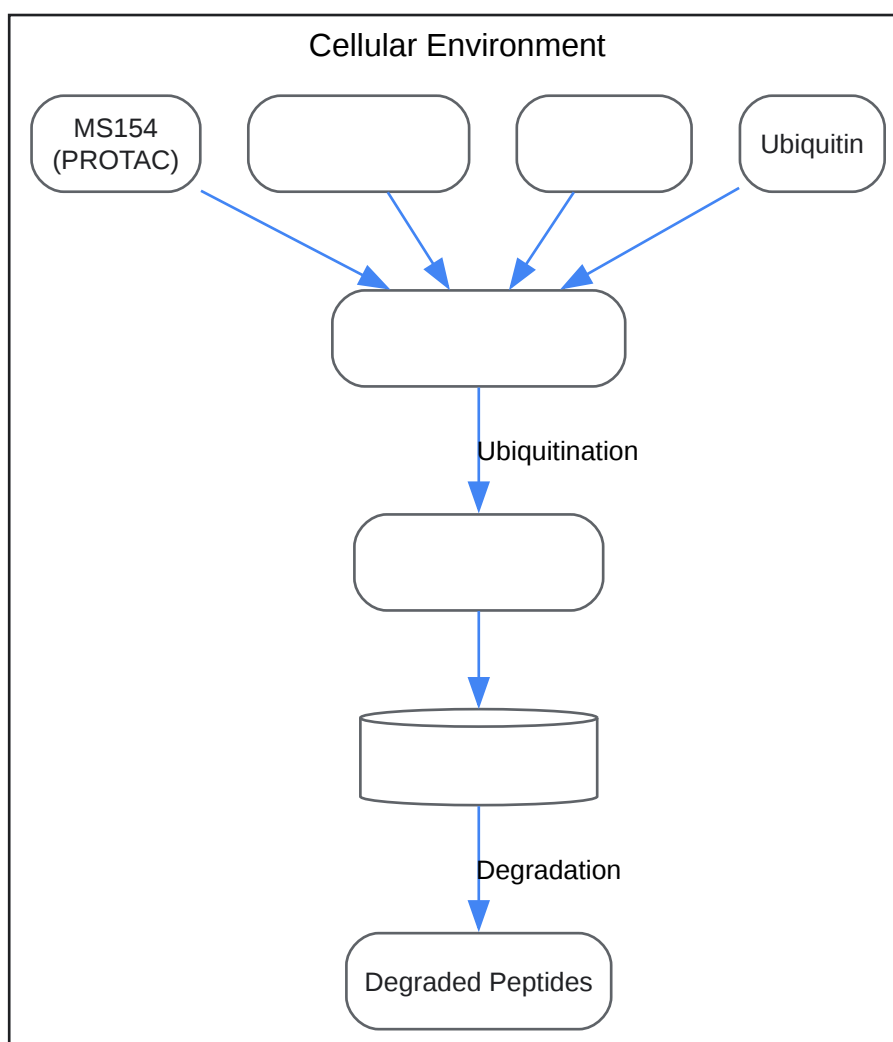 Cellular Environment
MS154
(PROTAC)
Ubiquitin
Ubiquitination
Degradation
Degraded Peptides